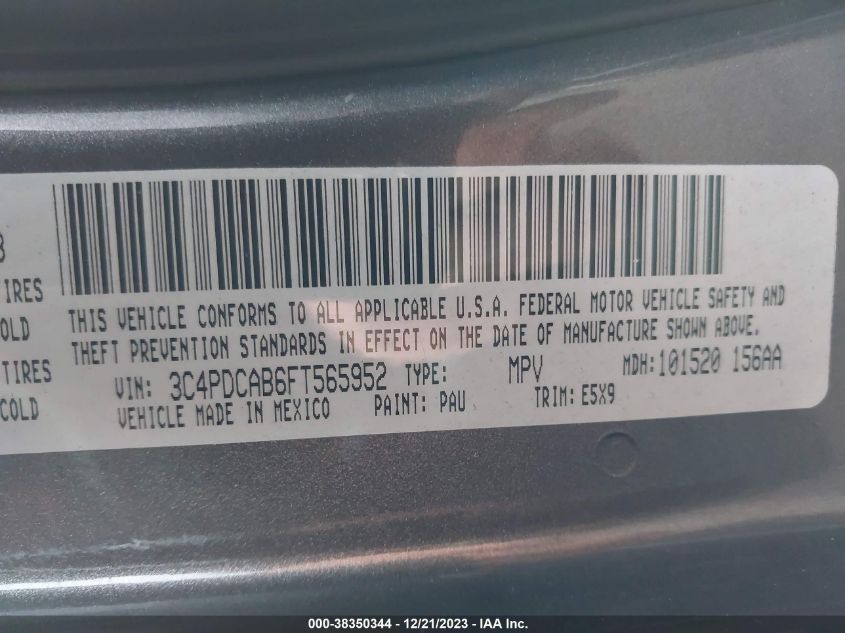 8
IRES
OLD
TIRES
COLD
THIS VEHICLE CONFORMS TO ALL APPLICABLE U.S.A. FEDERAL MOTOR VEHICLE SAFETY AND
THEFT PREVENTION STANDARDS IN EFFECT ON THE DATE OF MANUFACTURE SHOWN ABOVE.
VIN: 3C4PDCAB6FT565952 TYPE: MPV MDH:101520 156AA
VEHICLE MADE IN MEXICO PAINT: PAU TRIM: E5X9
000-38350344 / 12/21/2023 - IAA Inc.